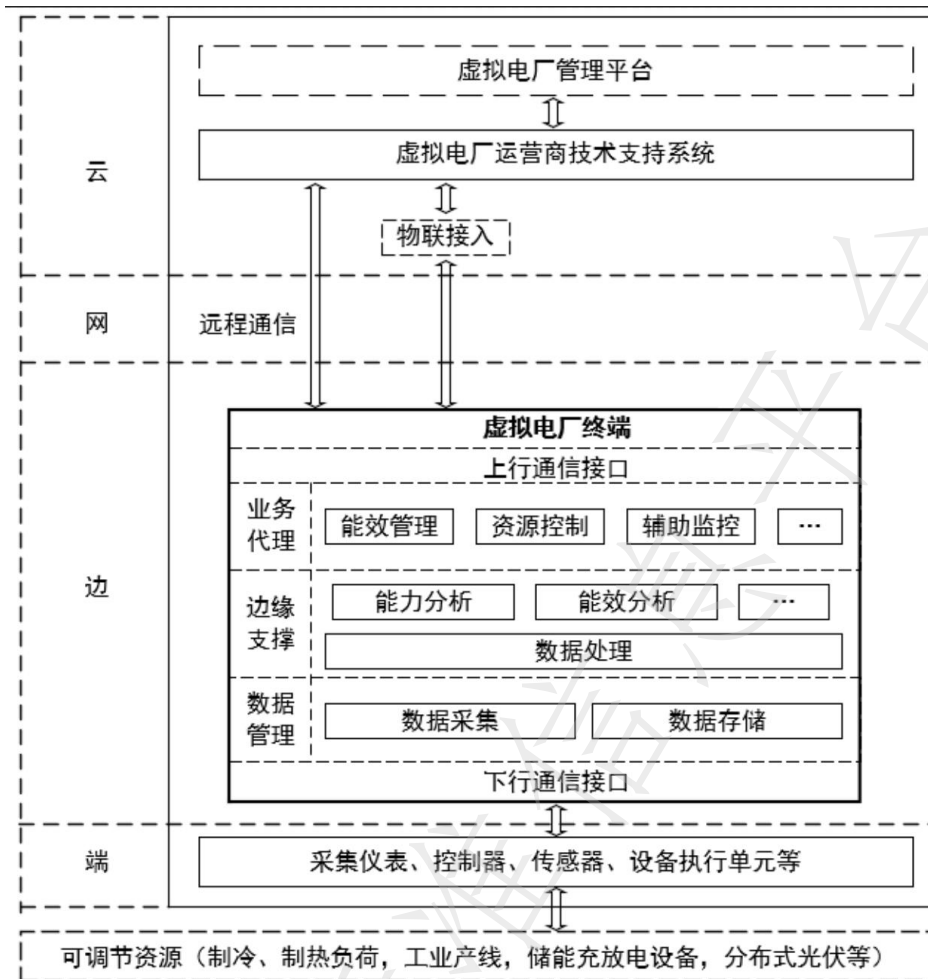 虚拟电厂管理平台
虚拟电厂运营商技术支持系统
云
物联接入
网
远程通信
边
虚拟电厂终端
上行通信接口
业务
代理
能效管理
资源控制
辅助监控
…
边缘
支撑
能力分析
能效分析
…
数据处理
数据
管理
数据采集
数据存储
下行通信接口
端
采集仪表、控制器、传感器、设备执行单元等
可调节资源（制冷、制热负荷，工业产线，储能充放电设备，分布式光伏等）
准信息平台